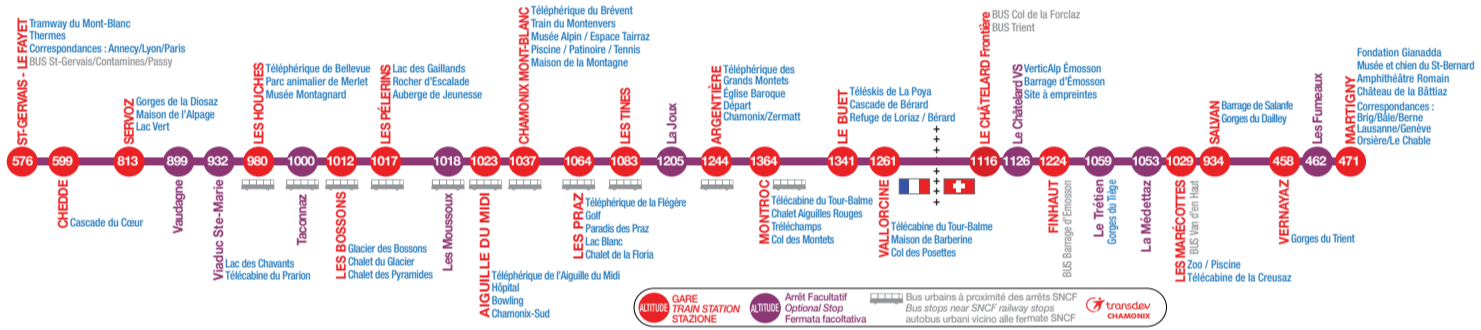 ST-GERVAIS - LE FAYET
Tramway du Mont-Blanc
Thermes
Correspondances : Annecy/Lyon/Paris
BUS St-Gervais/Contamines/Passy
576
599
CHEDDE
Cascade du Cœur
SERVOZ
Gorges de la Diosaz
Maison de l'Alpage
Lac Vert
813
899
Vaudagne
932
Viaduc Ste-Marie
Lac des Chavants
Télécabine du Prarion
LES HOUCHES
Téléphérique de Bellevue
Parc animalier de Merlet
Musée Montagnard
980
1000
Taconnaz
1012
LES BOSSONS
Glacier des Bossons
Chalet du Glacier
Chalet des Pyramides
LES PÉLERINS
Lac des Gaillands
Rocher d'Escalade
Auberge de Jeunesse
1017
1018
Les Moussoux
1023
AIGUILLE DU MIDI
Téléphérique de l'Aiguille du Midi
Hôpital
Bowling
Chamonix-Sud
CHAMONIX MONT-BLANC
Téléphérique du Brévent
Train du Montenvers
Musée Alpin / Espace Tairraz
Piscine / Patinoire / Tennis
Maison de la Montagne
1037
1064
LES PRAZ
Téléphérique de la Flégère
Golf
Paradis des Praz
Lac Blanc
Chalet de la Floria
LES TINES
1083
La Joux
1205
ARGENTIÈRE
Téléphérique des
Grands Montets
Église Baroque
Départ
Chamonix/Zermatt
1244
1364
MONTROC
Télécabine du Tour-Balme
Chalet Aiguilles Rouges
Tréléchamps
Col des Montets
LE BUET
Téléskis de La Poya
Cascade de Bérard
Refuge de Loriaz / Bérard
1341
1261
VALLORCINE
Télécabine du Tour-Balme
Maison de Barberine
Col des Posettes
LE CHÂTELARD Frontière
BUS Col de la Forclaz
BUS Trient
1116
Le Châtelard VS
VerticAlp Émosson
Barrage d'Émosson
Site à empreintes
1126
1224
FINHAUT
BUS Barrage d'Emosson
1059
Le Trétien
Gorges du Tiège
1053
La Médettaz
1029
LES MARÉCOTTES
BUS Van d'en Haut
Zoo / Piscine
Télécabine de la Creusaz
SALVAN
Barrage de Salanfe
Gorges du Dailley
934
458
VERNAYAZ
Gorges du Trient
Les Fumeaux
462
MARTIGNY
Fondation Gianadda
Musée et chien du St-Bernard
Amphithéâtre Romain
Château de la Bâttiaz
Correspondances :
Brig/Bâle/Berne
Lausanne/Genève
Orsière/Le Chable
471
ALTITUDE
GARE
TRAIN STATION
STAZIONE
ALTITUDE
Arrêt Facultatif
Optional Stop
Fermata facoltativa
Bus urbains à proximité des arrêts SNCF
Bus stops near SNCF railway stops
autobus urbani vicino alle fermate SNCF
transdev
CHAMONIX